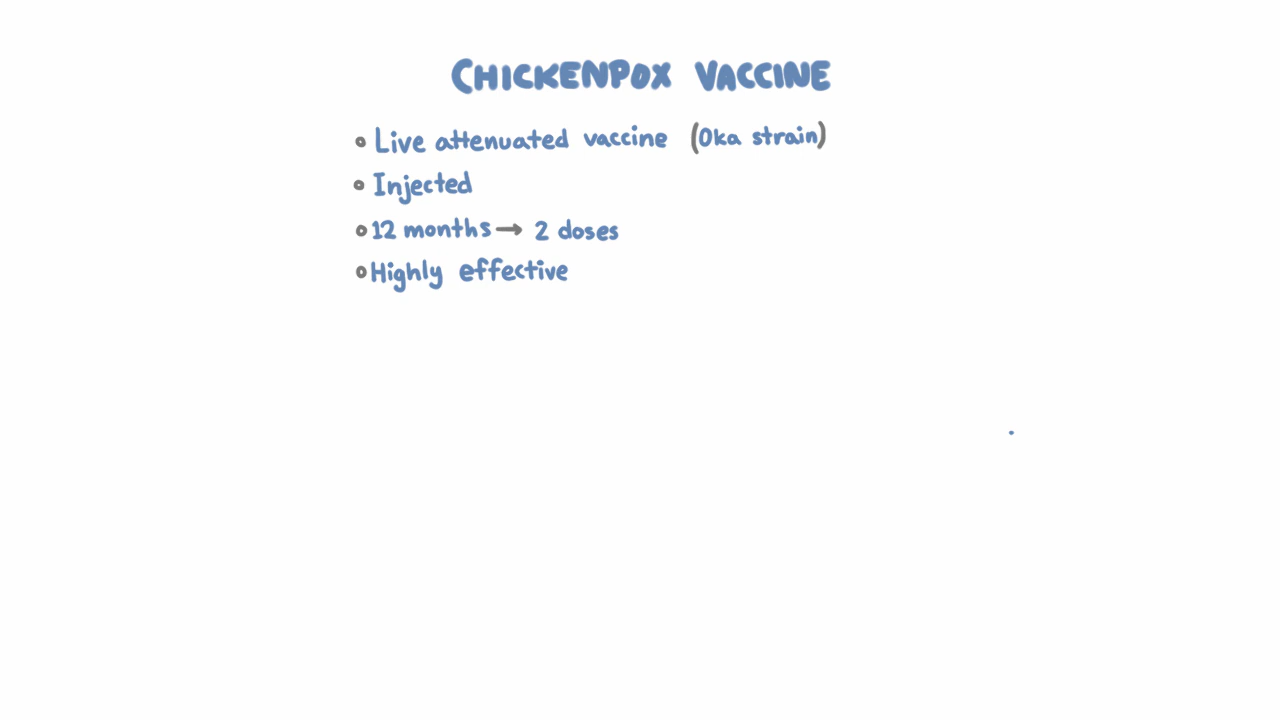 CHICKENPOX VACCINE
Live attenuated vaccine (Oka strain)
Injected
12 months → 2 doses
Highly effective